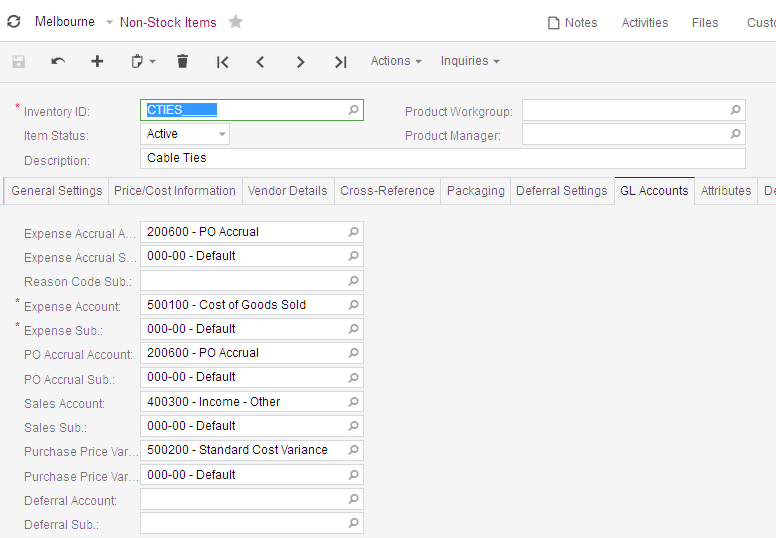 Melbourne Non-Stock Items Notes Activities Files Custo
Actions Inquiries
* Inventory ID: CTIES Product Workgroup:
Item Status: Active Product Manager:
Description: Cable Ties
General Settings Price/Cost Information Vendor Details Cross-Reference Packaging Deferral Settings GL Accounts Attributes De
Expense Accrual A... 200600 - PO Accrual
Expense Accrual S... 000-00 - Default
Reason Code Sub.:
* Expense Account: 500100 - Cost of Goods Sold
* Expense Sub.: 000-00 - Default
PO Accrual Account: 200600 - PO Accrual
PO Accrual Sub.: 000-00 - Default
Sales Account: 400300 - Income - Other
Sales Sub.: 000-00 - Default
Purchase Price Var... 500200 - Standard Cost Variance
Purchase Price Var... 000-00 - Default
Deferral Account:
Deferral Sub.: